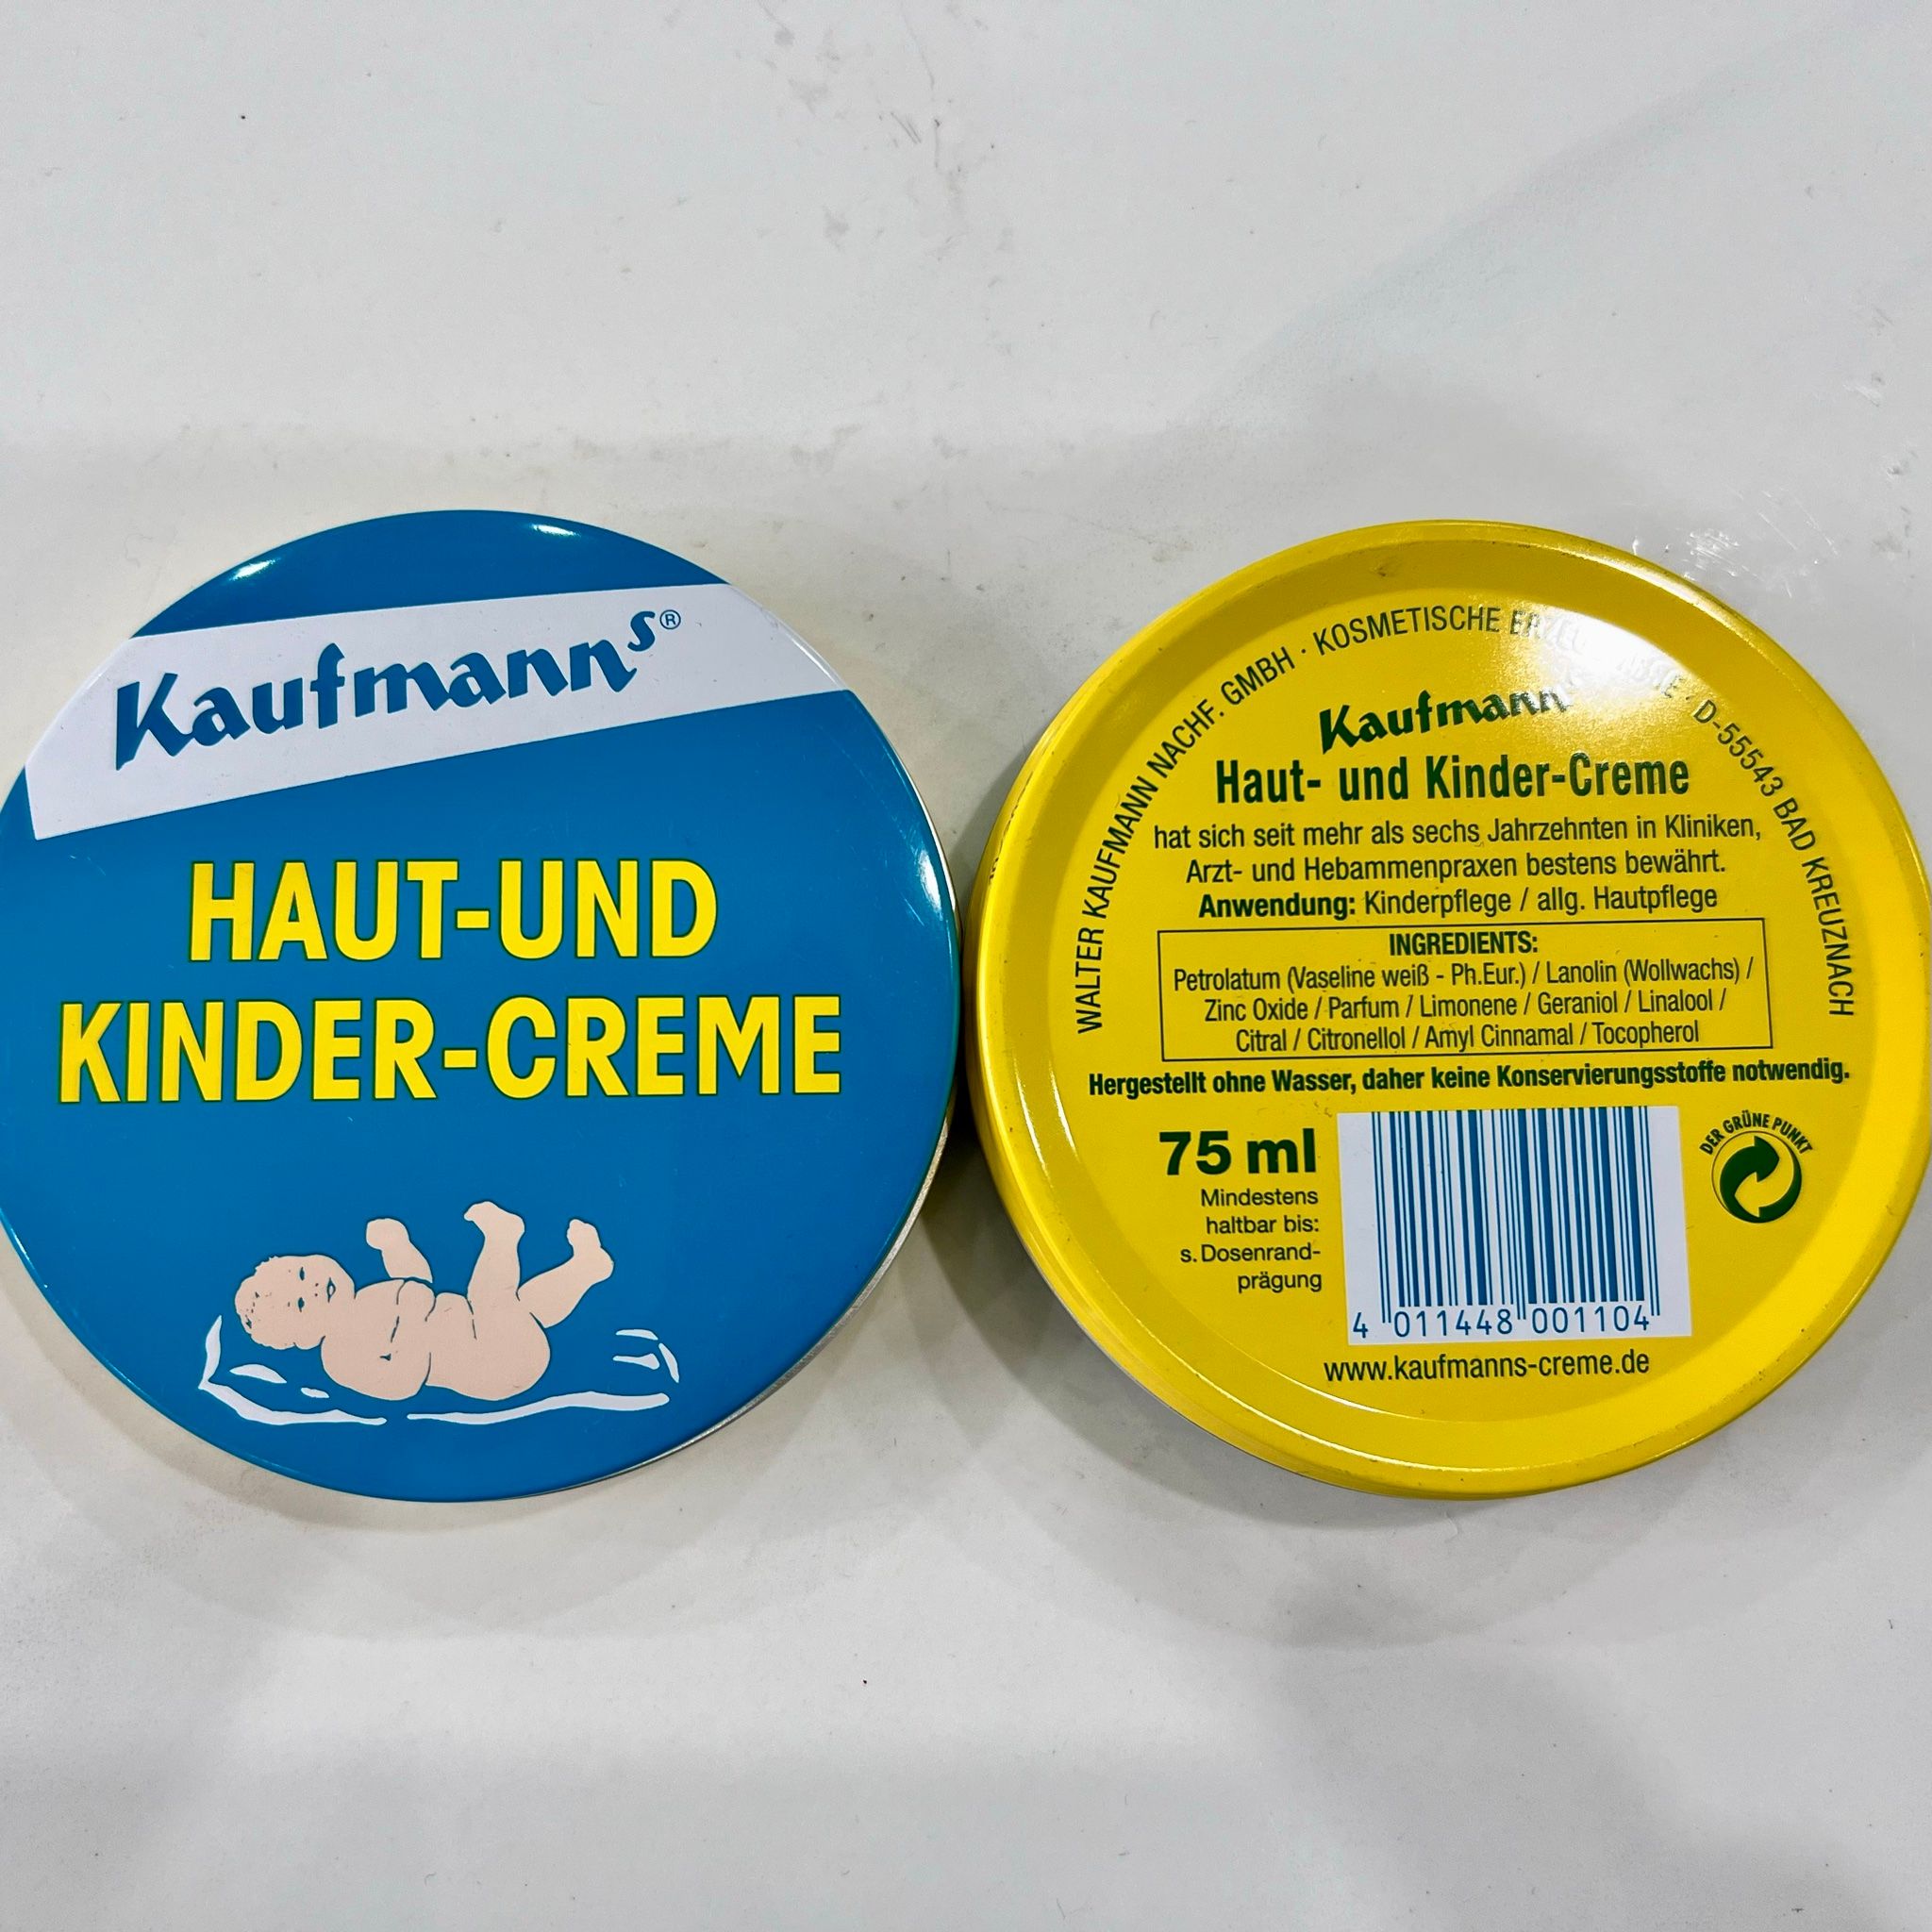 Kaufmanns®
HAUT-UND
KINDER-CREME
WALTER KAUFMANN NACHF. GMBH · KOSMETISCHE D-55543 BAD KREUZNACH
Kaufmanns
Haut- und Kinder-Creme
hat sich seit mehr als sechs Jahrzehnten in Kliniken,
Arzt- und Hebammenpraxen bestens bewährt.
Anwendung: Kinderpflege / allg. Hautpflege
INGREDIENTS:
Petrolatum (Vaseline weiß - Ph.Eur.) / Lanolin (Wollwachs) /
Zinc Oxide / Parfum / Limonene / Geraniol / Linalool /
Citral / Citronellol / Amyl Cinnamal / Tocopherol
Hergestellt ohne Wasser, daher keine Konservierungsstoffe notwendig.
75 ml
Mindestens
haltbar bis:
s. Dosenrand-
prägung
4 011448 001104
DER GRÜNE PUNKT
www.kaufmanns-creme.de